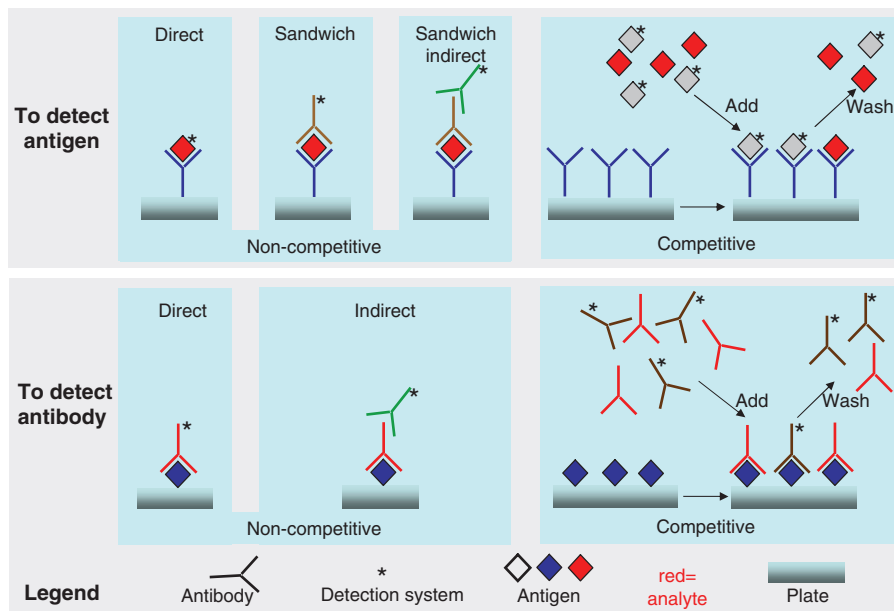 Direct
Sandwich
Sandwich
indirect
*
*
*
*
*
*
*
*
*
To detect
antigen
Add
Wash
Non-competitive
Competitive
Direct
Indirect
*
*
*
*
*
*
*
*
*
To detect
antibody
Add
Wash
Non-competitive
Competitive
Legend
Antibody
*
Detection system
Antigen
red=
analyte
Plate